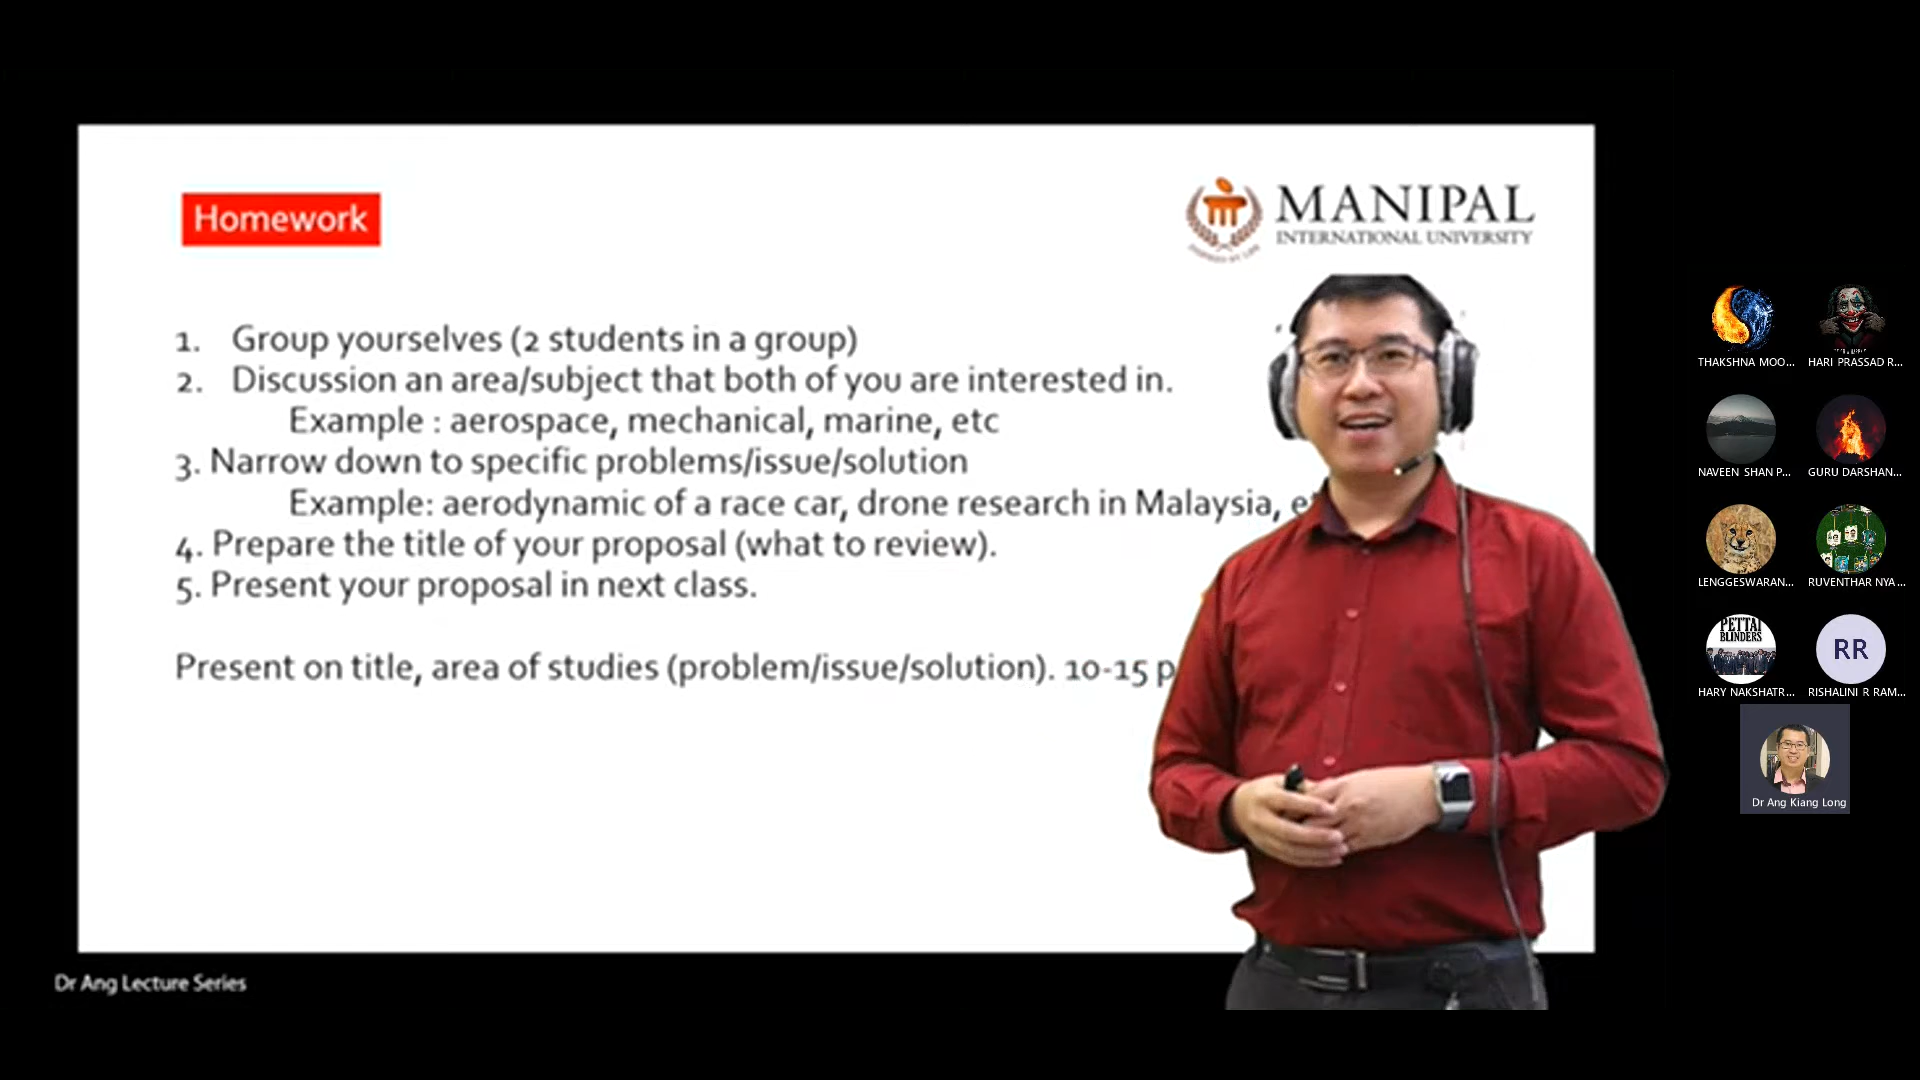 Homework
MANIPAL
INTERNATIONAL UNIVERSITY
1. Group yourselves (2 students in a group)
2. Discussion an area/subject that both of you are interested in.
Example : aerospace, mechanical, marine, etc
3. Narrow down to specific problems/issue/solution
Example: aerodynamic of a race car, drone research in Malaysia,
4. Prepare the title of your proposal (what to review).
5. Present your proposal in next class.
Present on title, area of studies (problem/issue/solution). 10-15
Dr Ang Lecture Series
THAKSHNA MOO...
HARI PRASSAD R...
NAVEEN SHAN P...
GURU DARSHAN...
LENGGESWARAN...
RUVENTHAR NYA...
PETTAI
BLINDERS
RR
HARY NAKSHATR...
RISHALINI R RAM...
Dr Ang Kiang Long